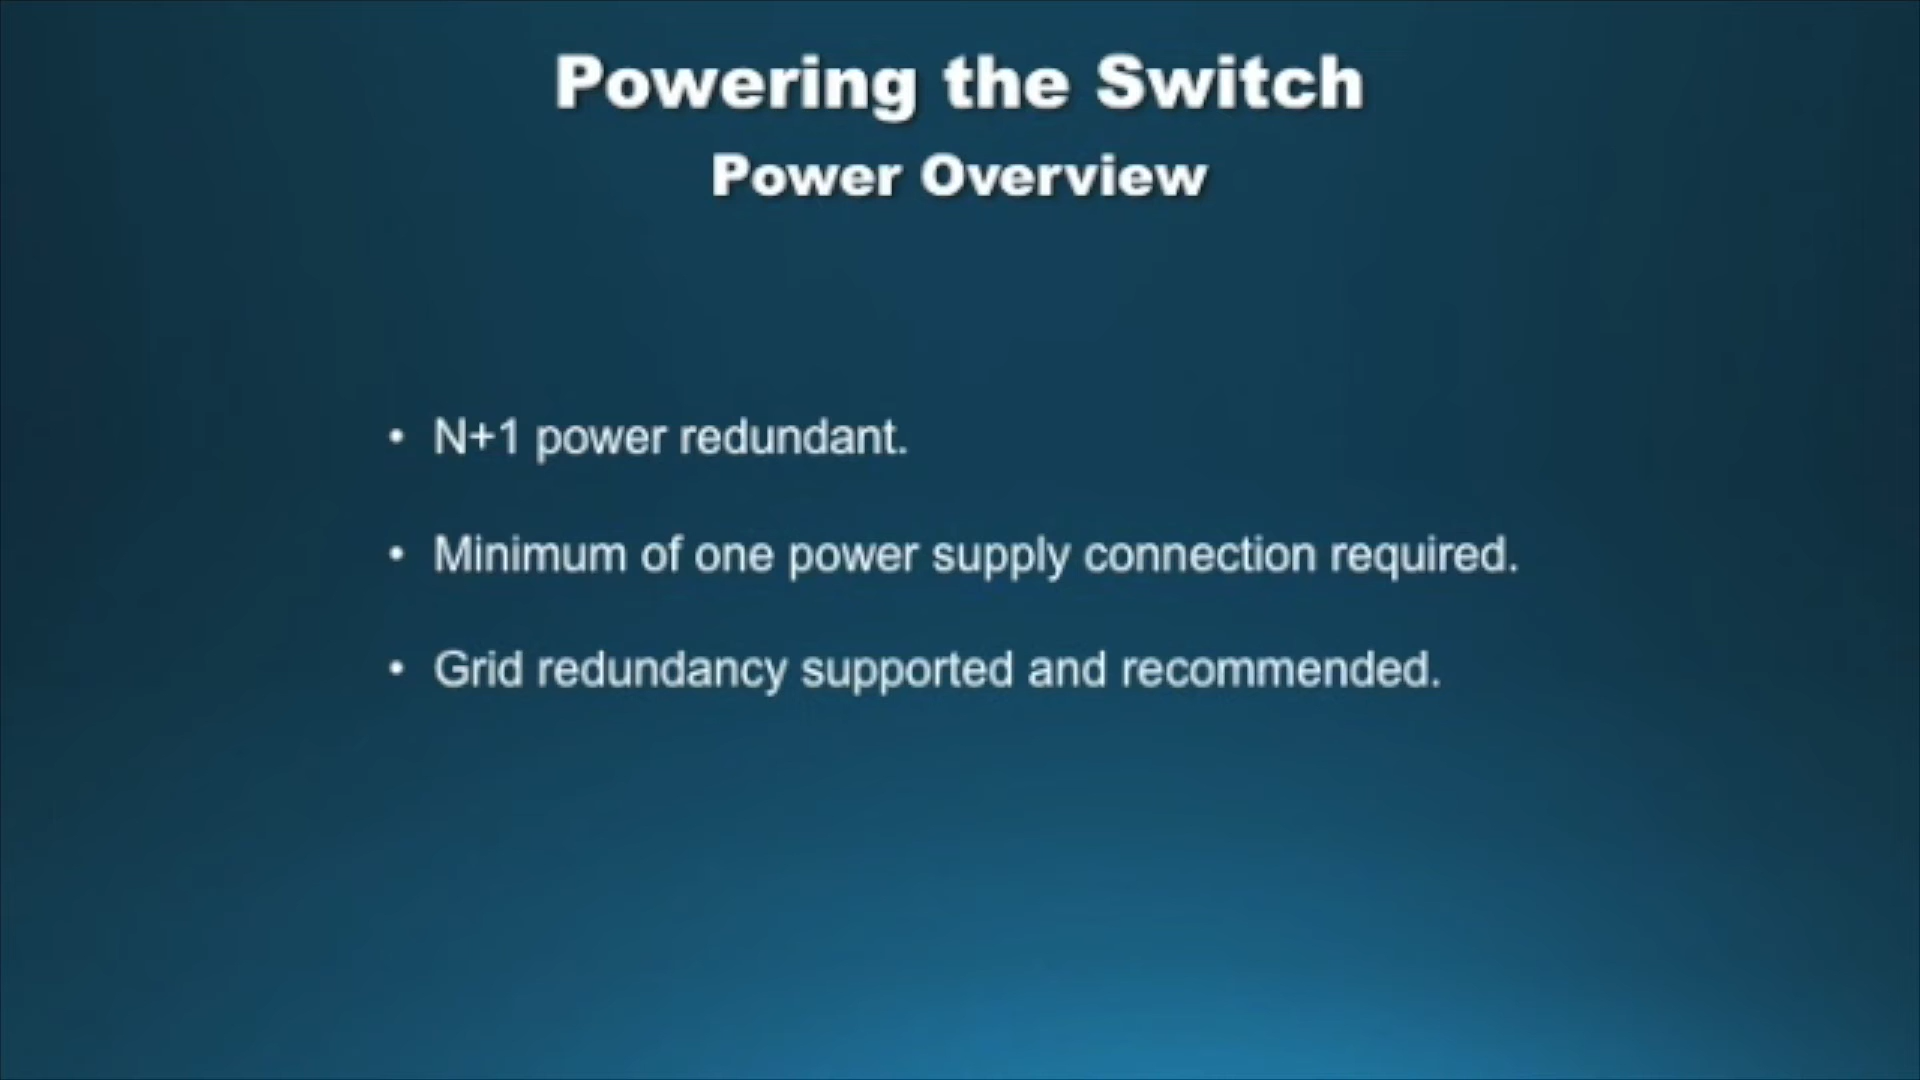 Powering the Switch
Power Overview
• N+1 power redundant.
• Minimum of one power supply connection required.
• Grid redundancy supported and recommended.